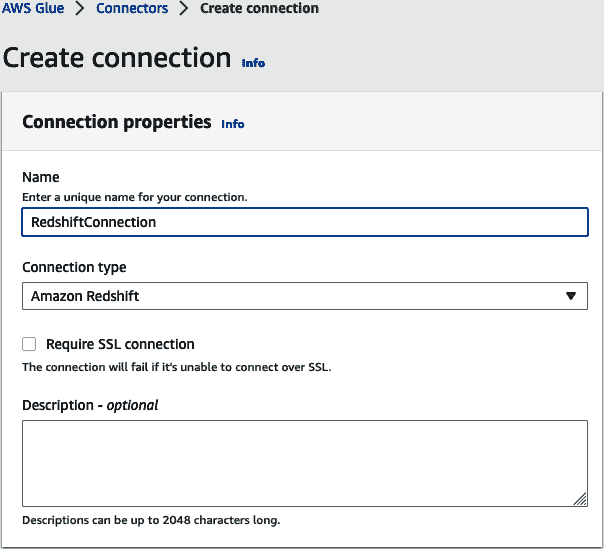 AWS Glue > Connectors > Create connection
Create connection Info
Connection properties Info
Name
Enter a unique name for your connection.
RedshiftConnection
Connection type
Amazon Redshift
Require SSL connection
The connection will fail if it's unable to connect over SSL.
Description - optional
Descriptions can be up to 2048 characters long.